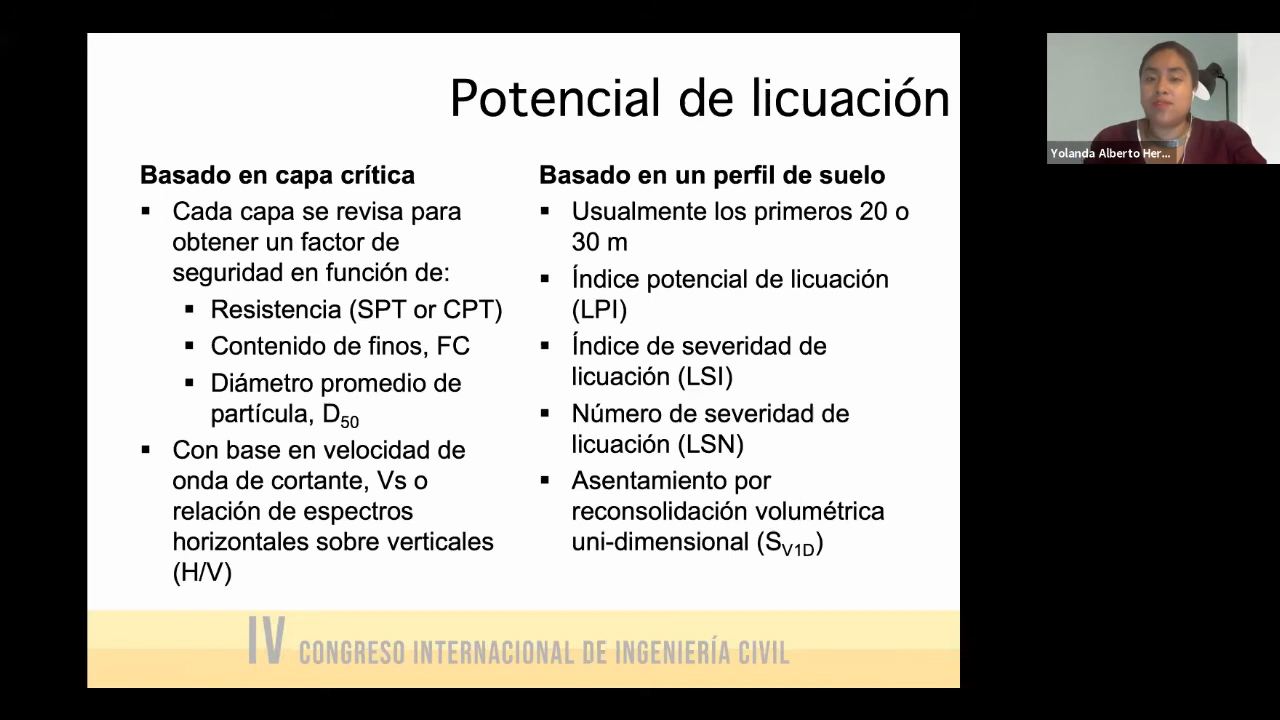 Potencial de licuación
Basado en capa crítica
▪ Cada capa se revisa para
obtener un factor de
seguridad en función de:
▪ Resistencia (SPT or CPT)
▪ Contenido de finos, FC
▪ Diámetro promedio de
partícula, D50
▪ Con base en velocidad de
onda de cortante, Vs o
relación de espectros
horizontales sobre verticales
(H/V)
Basado en un perfil de suelo
▪ Usualmente los primeros 20 o
30 m
▪ Índice potencial de licuación
(LPI)
▪ Índice de severidad de
licuación (LSI)
▪ Número de severidad de
licuación (LSN)
▪ Asentamiento por
reconsolidación volumétrica
uni-dimensional (SV1D)
IV CONGRESO INTERNACIONAL DE INGENIERÍA CIVIL
Yolanda Alberto Her...